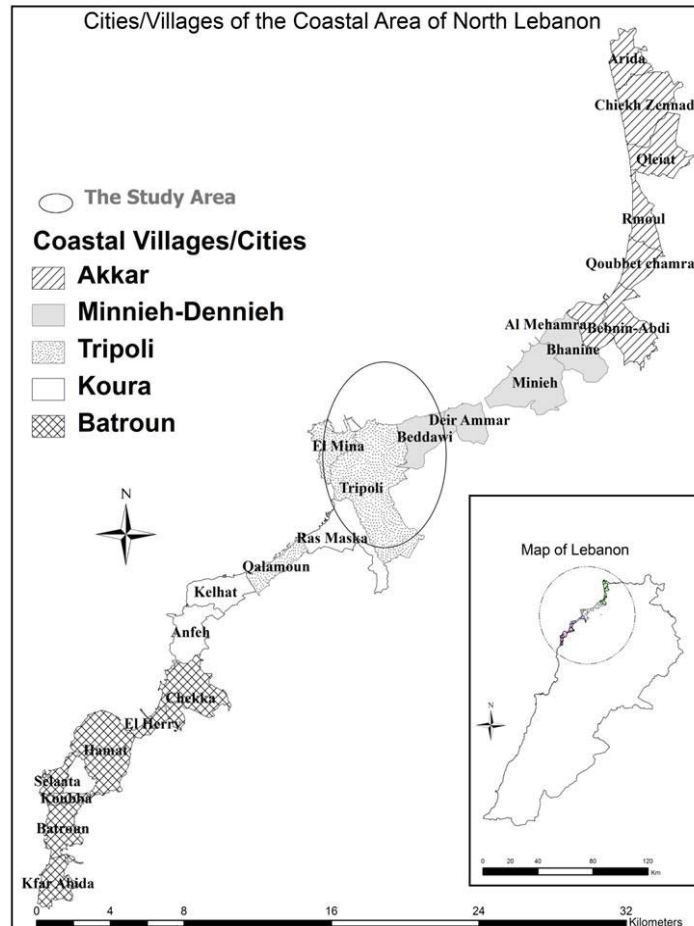 Cities/Villages of the Coastal Area of North Lebanon
Arida
Chiekh Zennad
Qleiat
The Study Area
Rmoul
Coastal Villages/Cities
Qoubbet chamra
Akkar
Minnieh-Dennieh
Tripoli
Koura
Batroun
Al Mehamra
Bebnin-Abdi
Bhanine
Minieh
Deir Ammar
Beddawi
El Mina
Tripoli
N
Ras Maska
Qalamoun
Kelhat
Anfeh
Chekka
El Herry
Hamat
Selanta
Koubba
Batroun
Kfar Abida
Map of Lebanon
N
0 20 40 60 80 120
Km
0 4 8 16 24 32
Kilometers